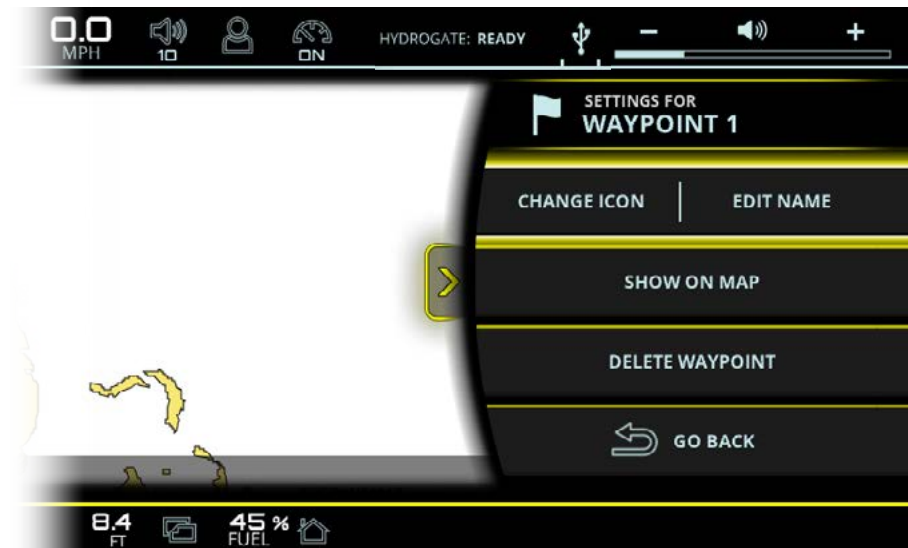 0.0
MPH
10
ON
HYDROGATE: READY
− +
SETTINGS FOR
WAYPOINT 1
CHANGE ICON EDIT NAME
SHOW ON MAP
DELETE WAYPOINT
GO BACK
8.4
FT
45 %
FUEL